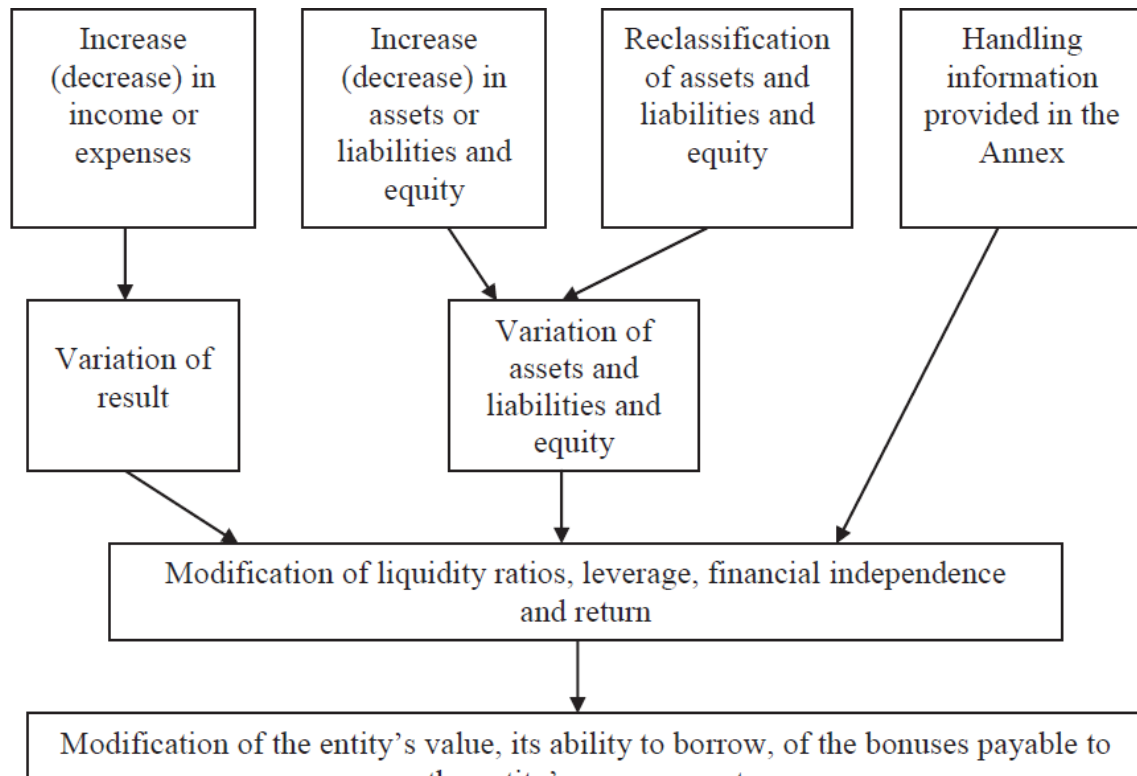 Increase
(decrease) in
income or
expenses
Increase
(decrease) in
assets or
liabilities and
equity
Reclassification
of assets and
liabilities and
equity
Handling
information
provided in the
Annex
Variation of
result
Variation of
assets and
liabilities and
equity
Modification of liquidity ratios, leverage, financial independence
and return
Modification of the entity's value, its ability to borrow, of the bonuses payable to